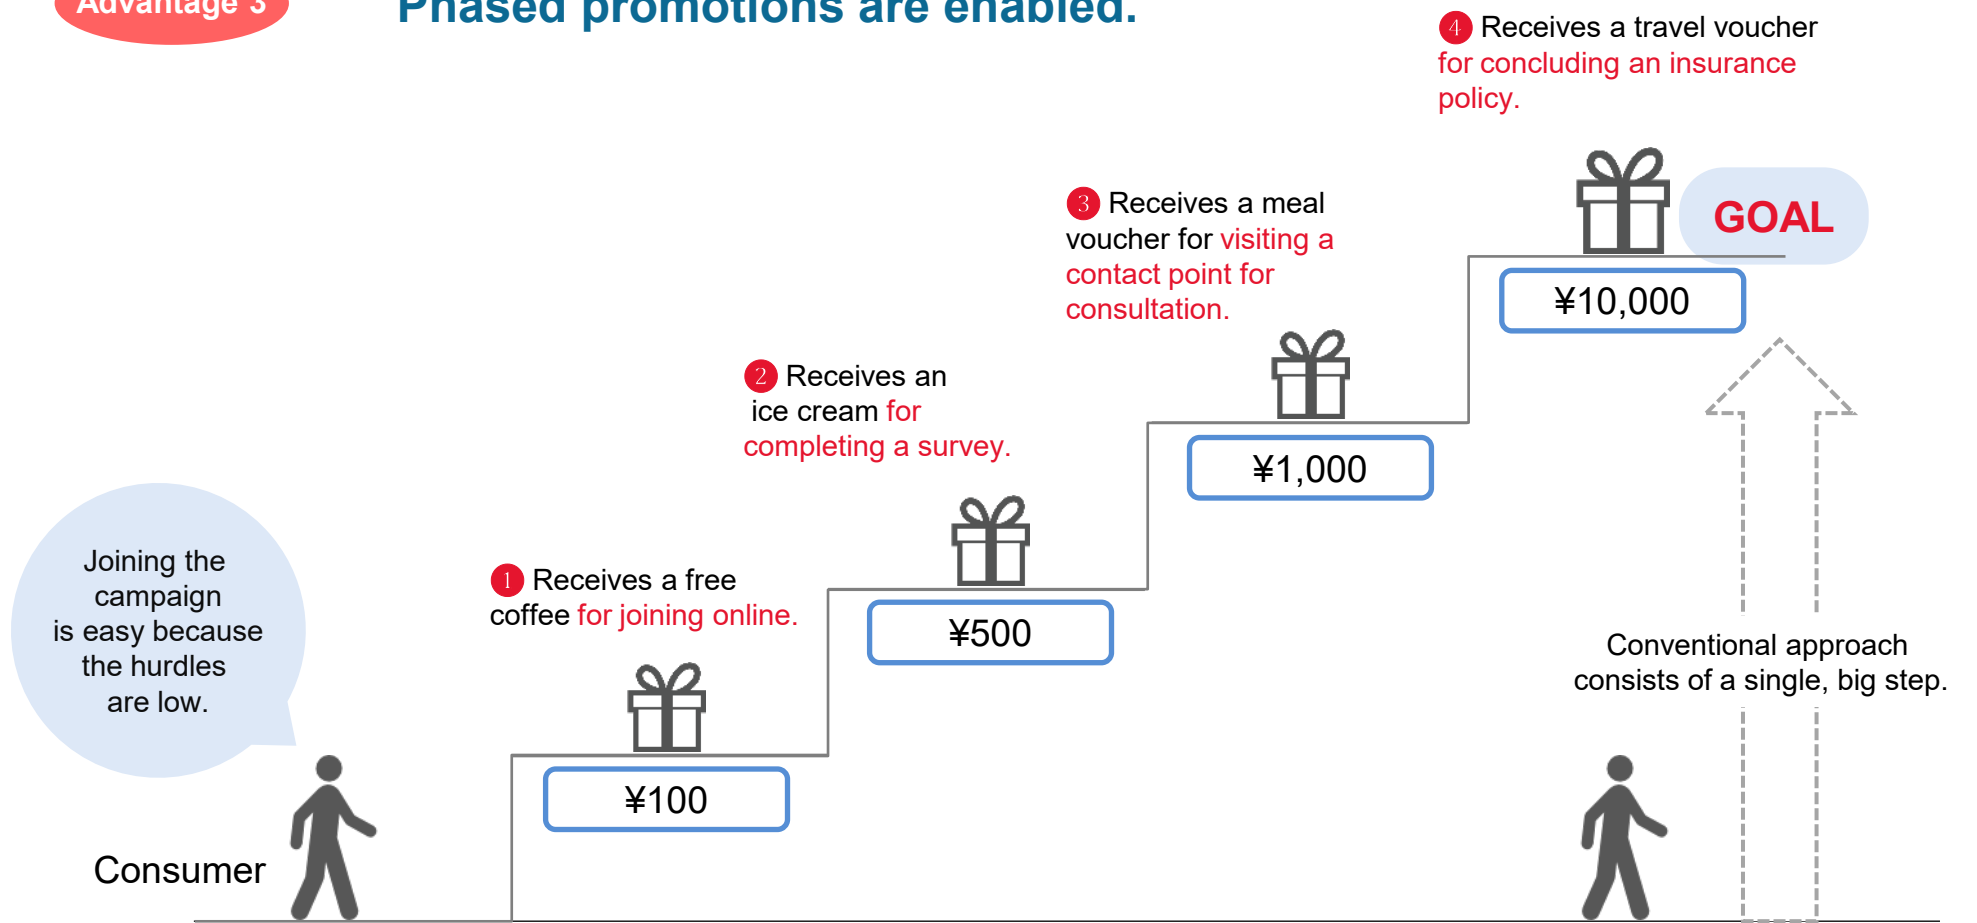 Advantage 3
Phased promotions are enabled.
4 Receives a travel voucher
for concluding an insurance
policy.
GOAL
¥10,000
3 Receives a meal
voucher for visiting a
contact point for
consultation.
¥1,000
2 Receives an
ice cream for
completing a survey.
¥500
1 Receives a free
coffee for joining online.
¥100
Joining the
campaign
is easy because
the hurdles
are low.
Consumer
Conventional approach
consists of a single, big step.